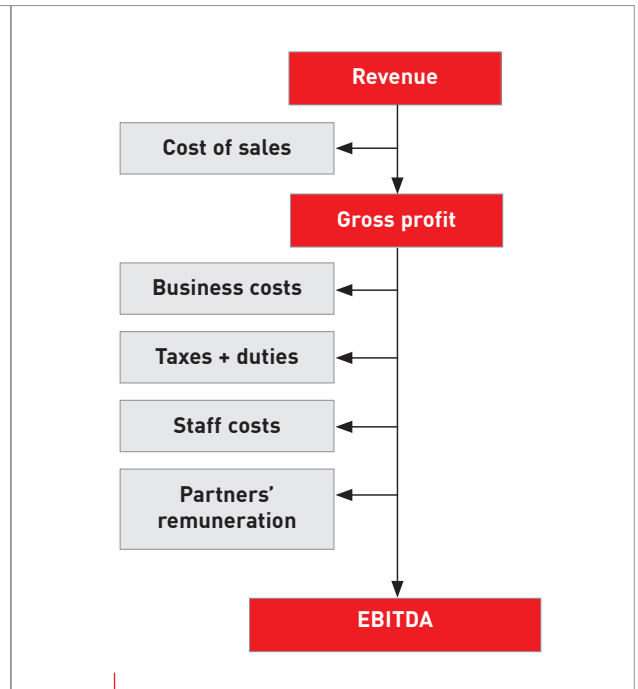 Revenue
Cost of sales
Gross profit
Business costs
Taxes + duties
Staff costs
Partners’
remuneration
EBITDA